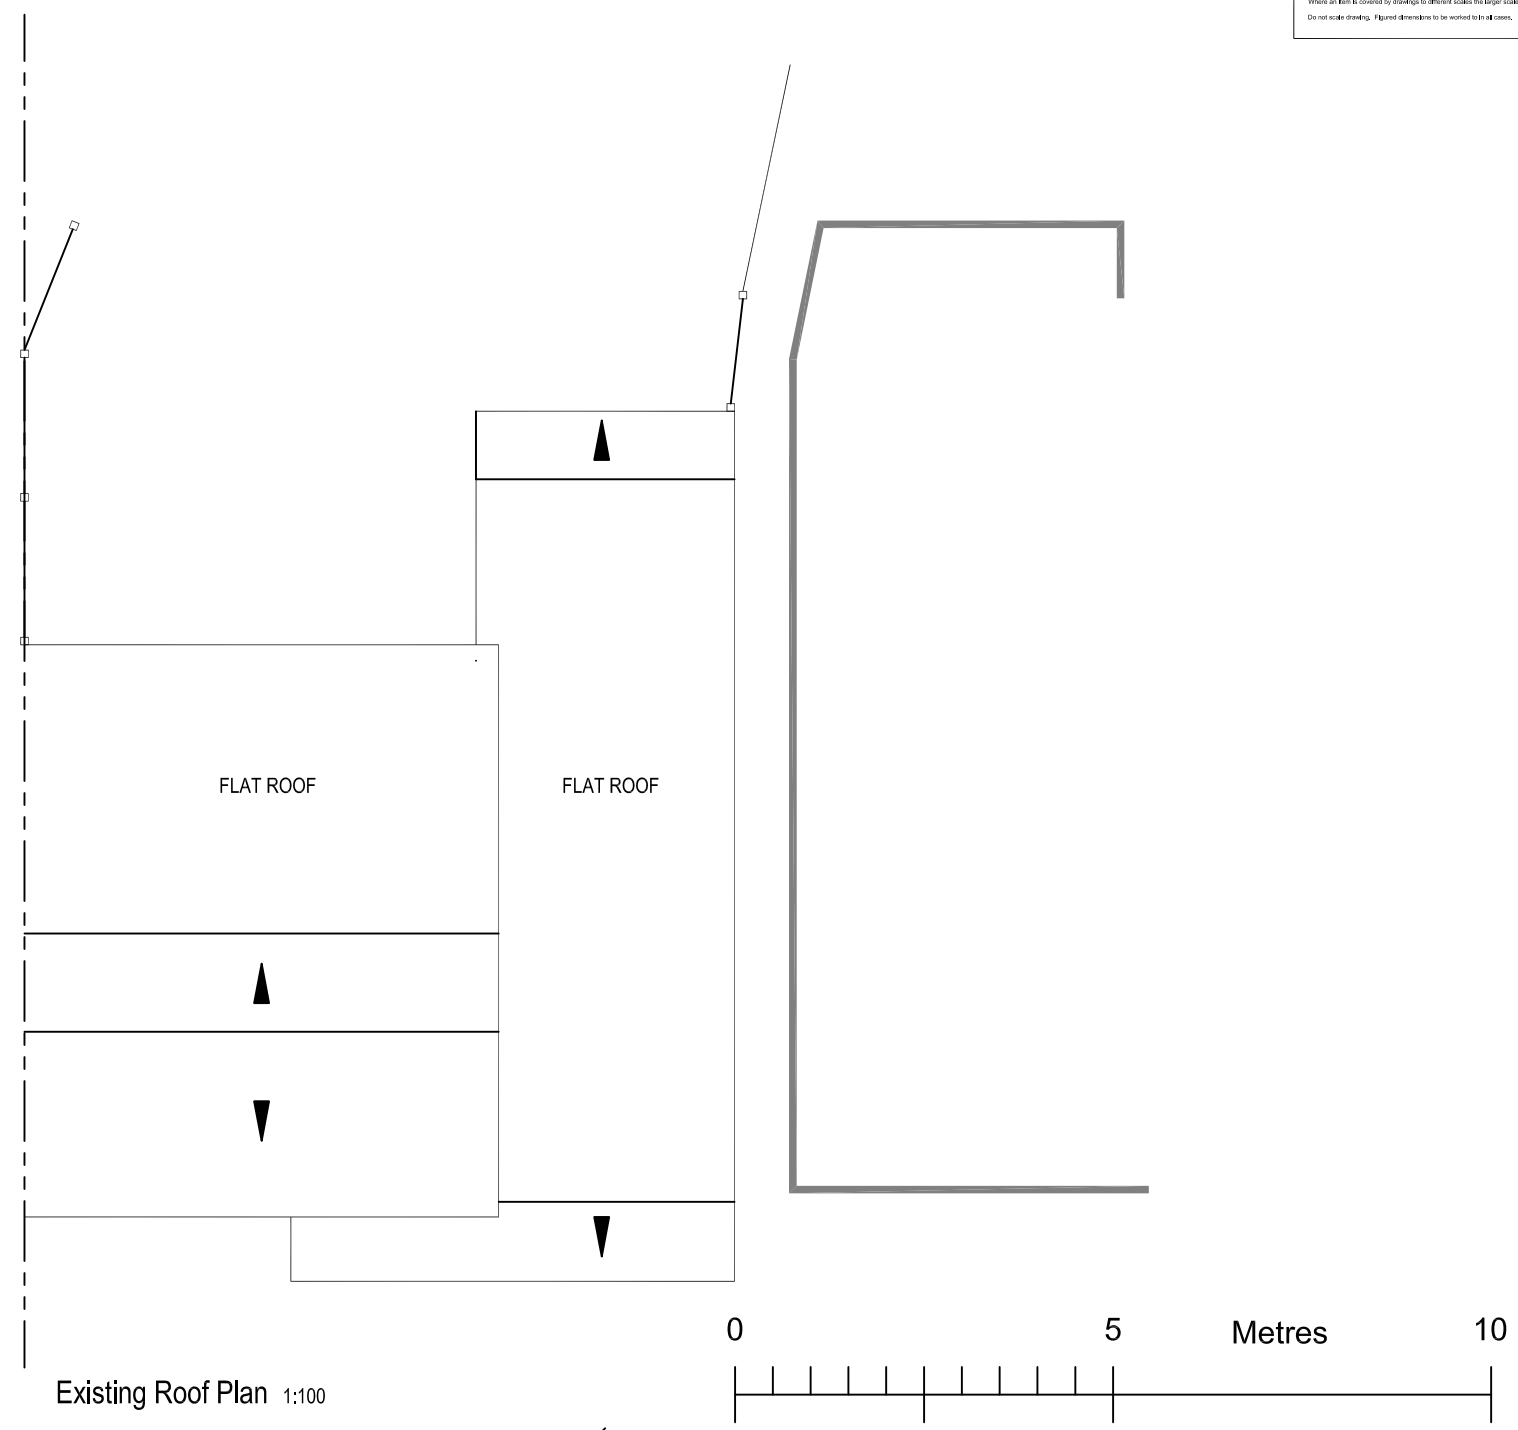 Where an item is covered by drawings to different scales the larger scale
Do not scale drawing. Figured dimensions to be worked to in all cases.
FLAT ROOF FLAT ROOF
0 5 Metres 10
Existing Roof Plan 1:100